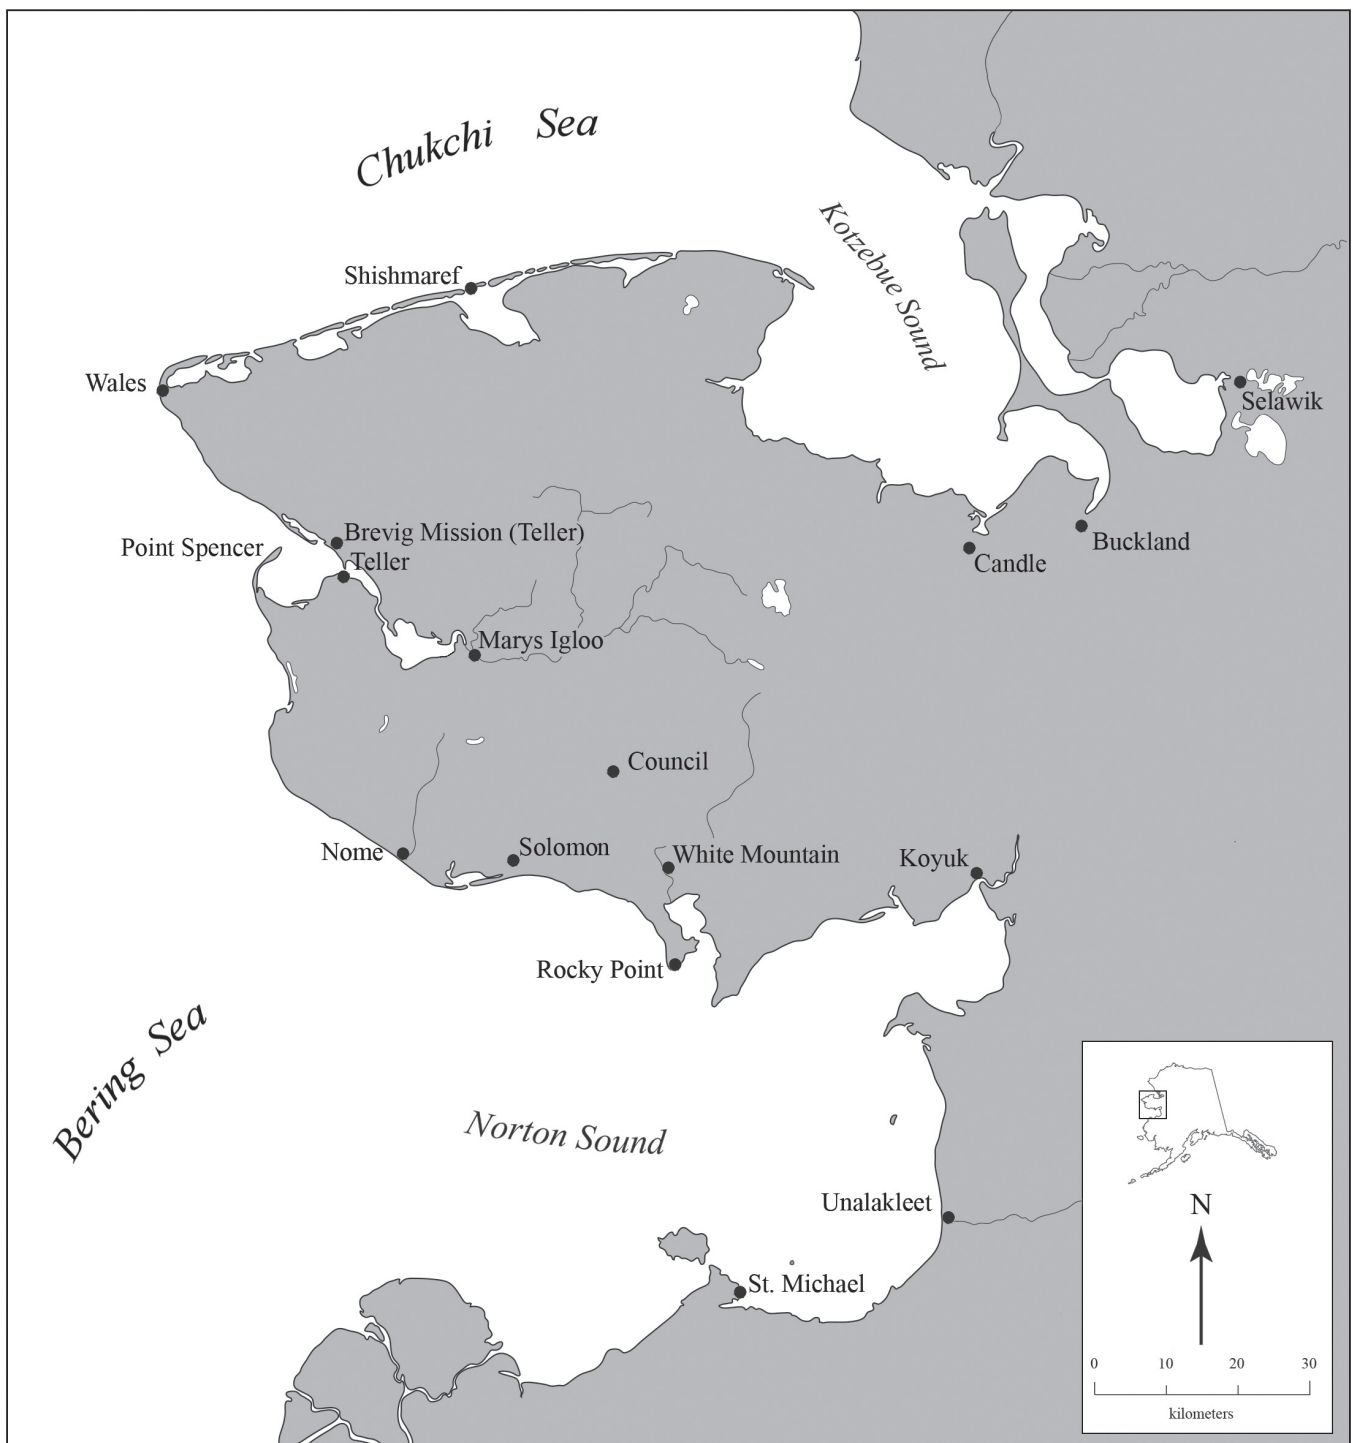 Chukchi Sea
Kotzebue Sound
Shishmaref
Wales
Selawik
Brevig Mission (Teller)
Point Spencer
Teller
Buckland
Candle
Marys Igloo
Council
Nome
Solomon
White Mountain
Koyuk
Rocky Point
Bering Sea
Norton Sound
Unalakleet
St. Michael
N
0 10 20 30
kilometers